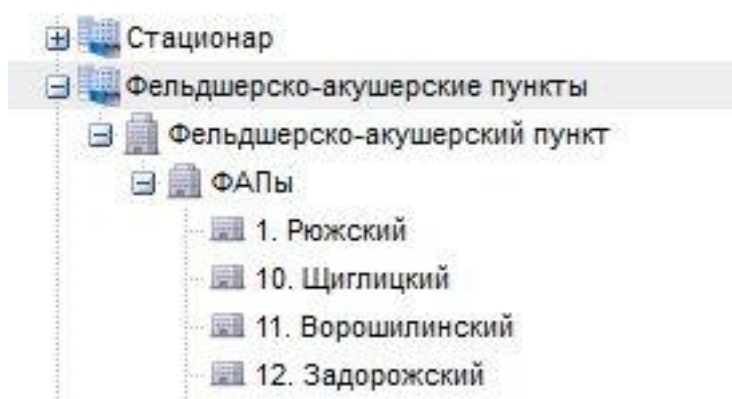 Стационар
Фельдшерско-акушерские пункты
Фельдшерско-акушерский пункт
ФАПы
1. Рюжский
10. Щиглицкий
11. Ворошилинский
12. Задорожский